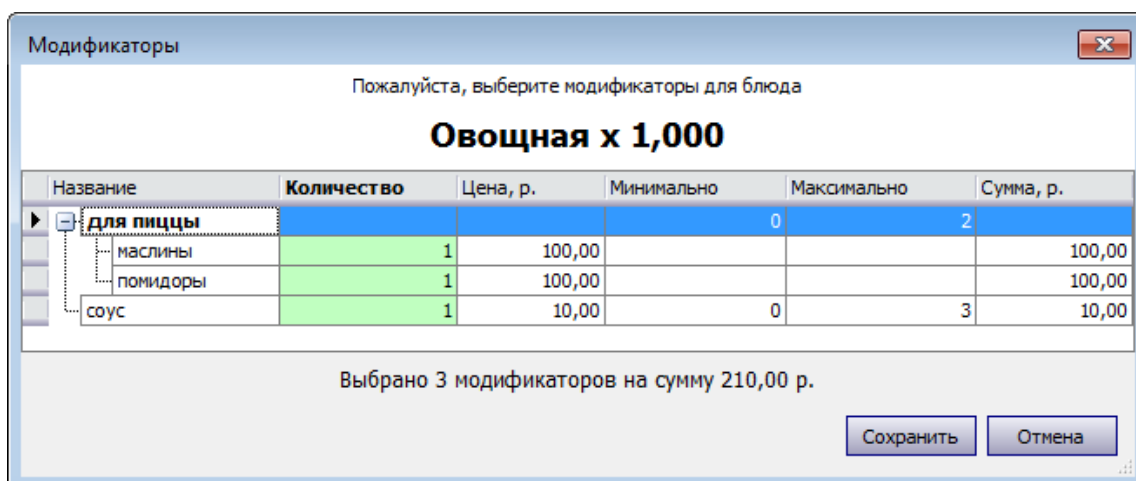 Модификаторы
Пожалуйста, выберите модификаторы для блюда
Овощная x 1,000
Название Количество Цена, р. Минимально Максимально Сумма, р.
для пиццы 0 2
маслины 1 100,00 100,00
помидоры 1 100,00 100,00
соус 1 10,00 0 3 10,00
Выбрано 3 модификаторов на сумму 210,00 р.
Сохранить Отмена